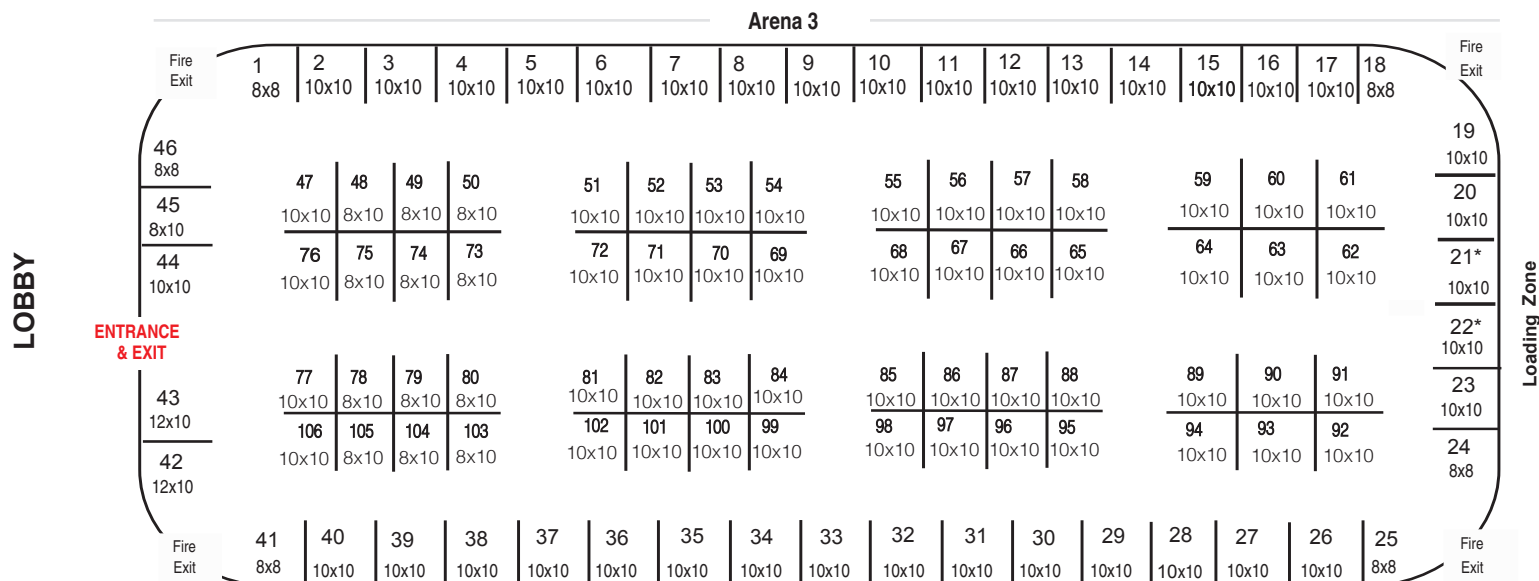 Arena 3
Fire
Exit
1 2 3 4 5 6 7 8 9 10 11 12 13 14 15 16 17 18
8x8 10x10 10x10 10x10 10x10 10x10 10x10 10x10 10x10 10x10 10x10 10x10 10x10 10x10 10x10 10x10 10x10 8x8
Fire
Exit
46
8x8
45
8x10
44
10x10
LOBBY
ENTRANCE
& EXIT
43
12x10
42
12x10
47 48 49 50
10x10 8x10 8x10 8x10
76 75 74 73
10x10 8x10 8x10 8x10
51 52 53 54
10x10 10x10 10x10 10x10
72 71 70 69
10x10 10x10 10x10 10x10
55 56 57 58
10x10 10x10 10x10 10x10
68 67 66 65
10x10 10x10 10x10 10x10
59 60 61
10x10 10x10 10x10
64 63 62
10x10 10x10 10x10
77 78 79 80
10x10 8x10 8x10 8x10
106 105 104 103
10x10 8x10 8x10 8x10
81 82 83 84
10x10 10x10 10x10 10x10
102 101 100 99
10x10 10x10 10x10 10x10
85 86 87 88
10x10 10x10 10x10 10x10
98 97 96 95
10x10 10x10 10x10 10x10
89 90 91
10x10 10x10 10x10
94 93 92
10x10 10x10 10x10
19
10x10
20
10x10
21*
10x10
22*
10x10
23
10x10
24
8x8
Loading Zone
Fire
Exit
41 40 39 38 37 36 35 34 33 32 31 30 29 28 27 26 25
8x8 10x10 10x10 10x10 10x10 10x10 10x10 10x10 10x10 10x10 10x10 10x10 10x10 10x10 10x10 10x10 8x8
Fire
Exit